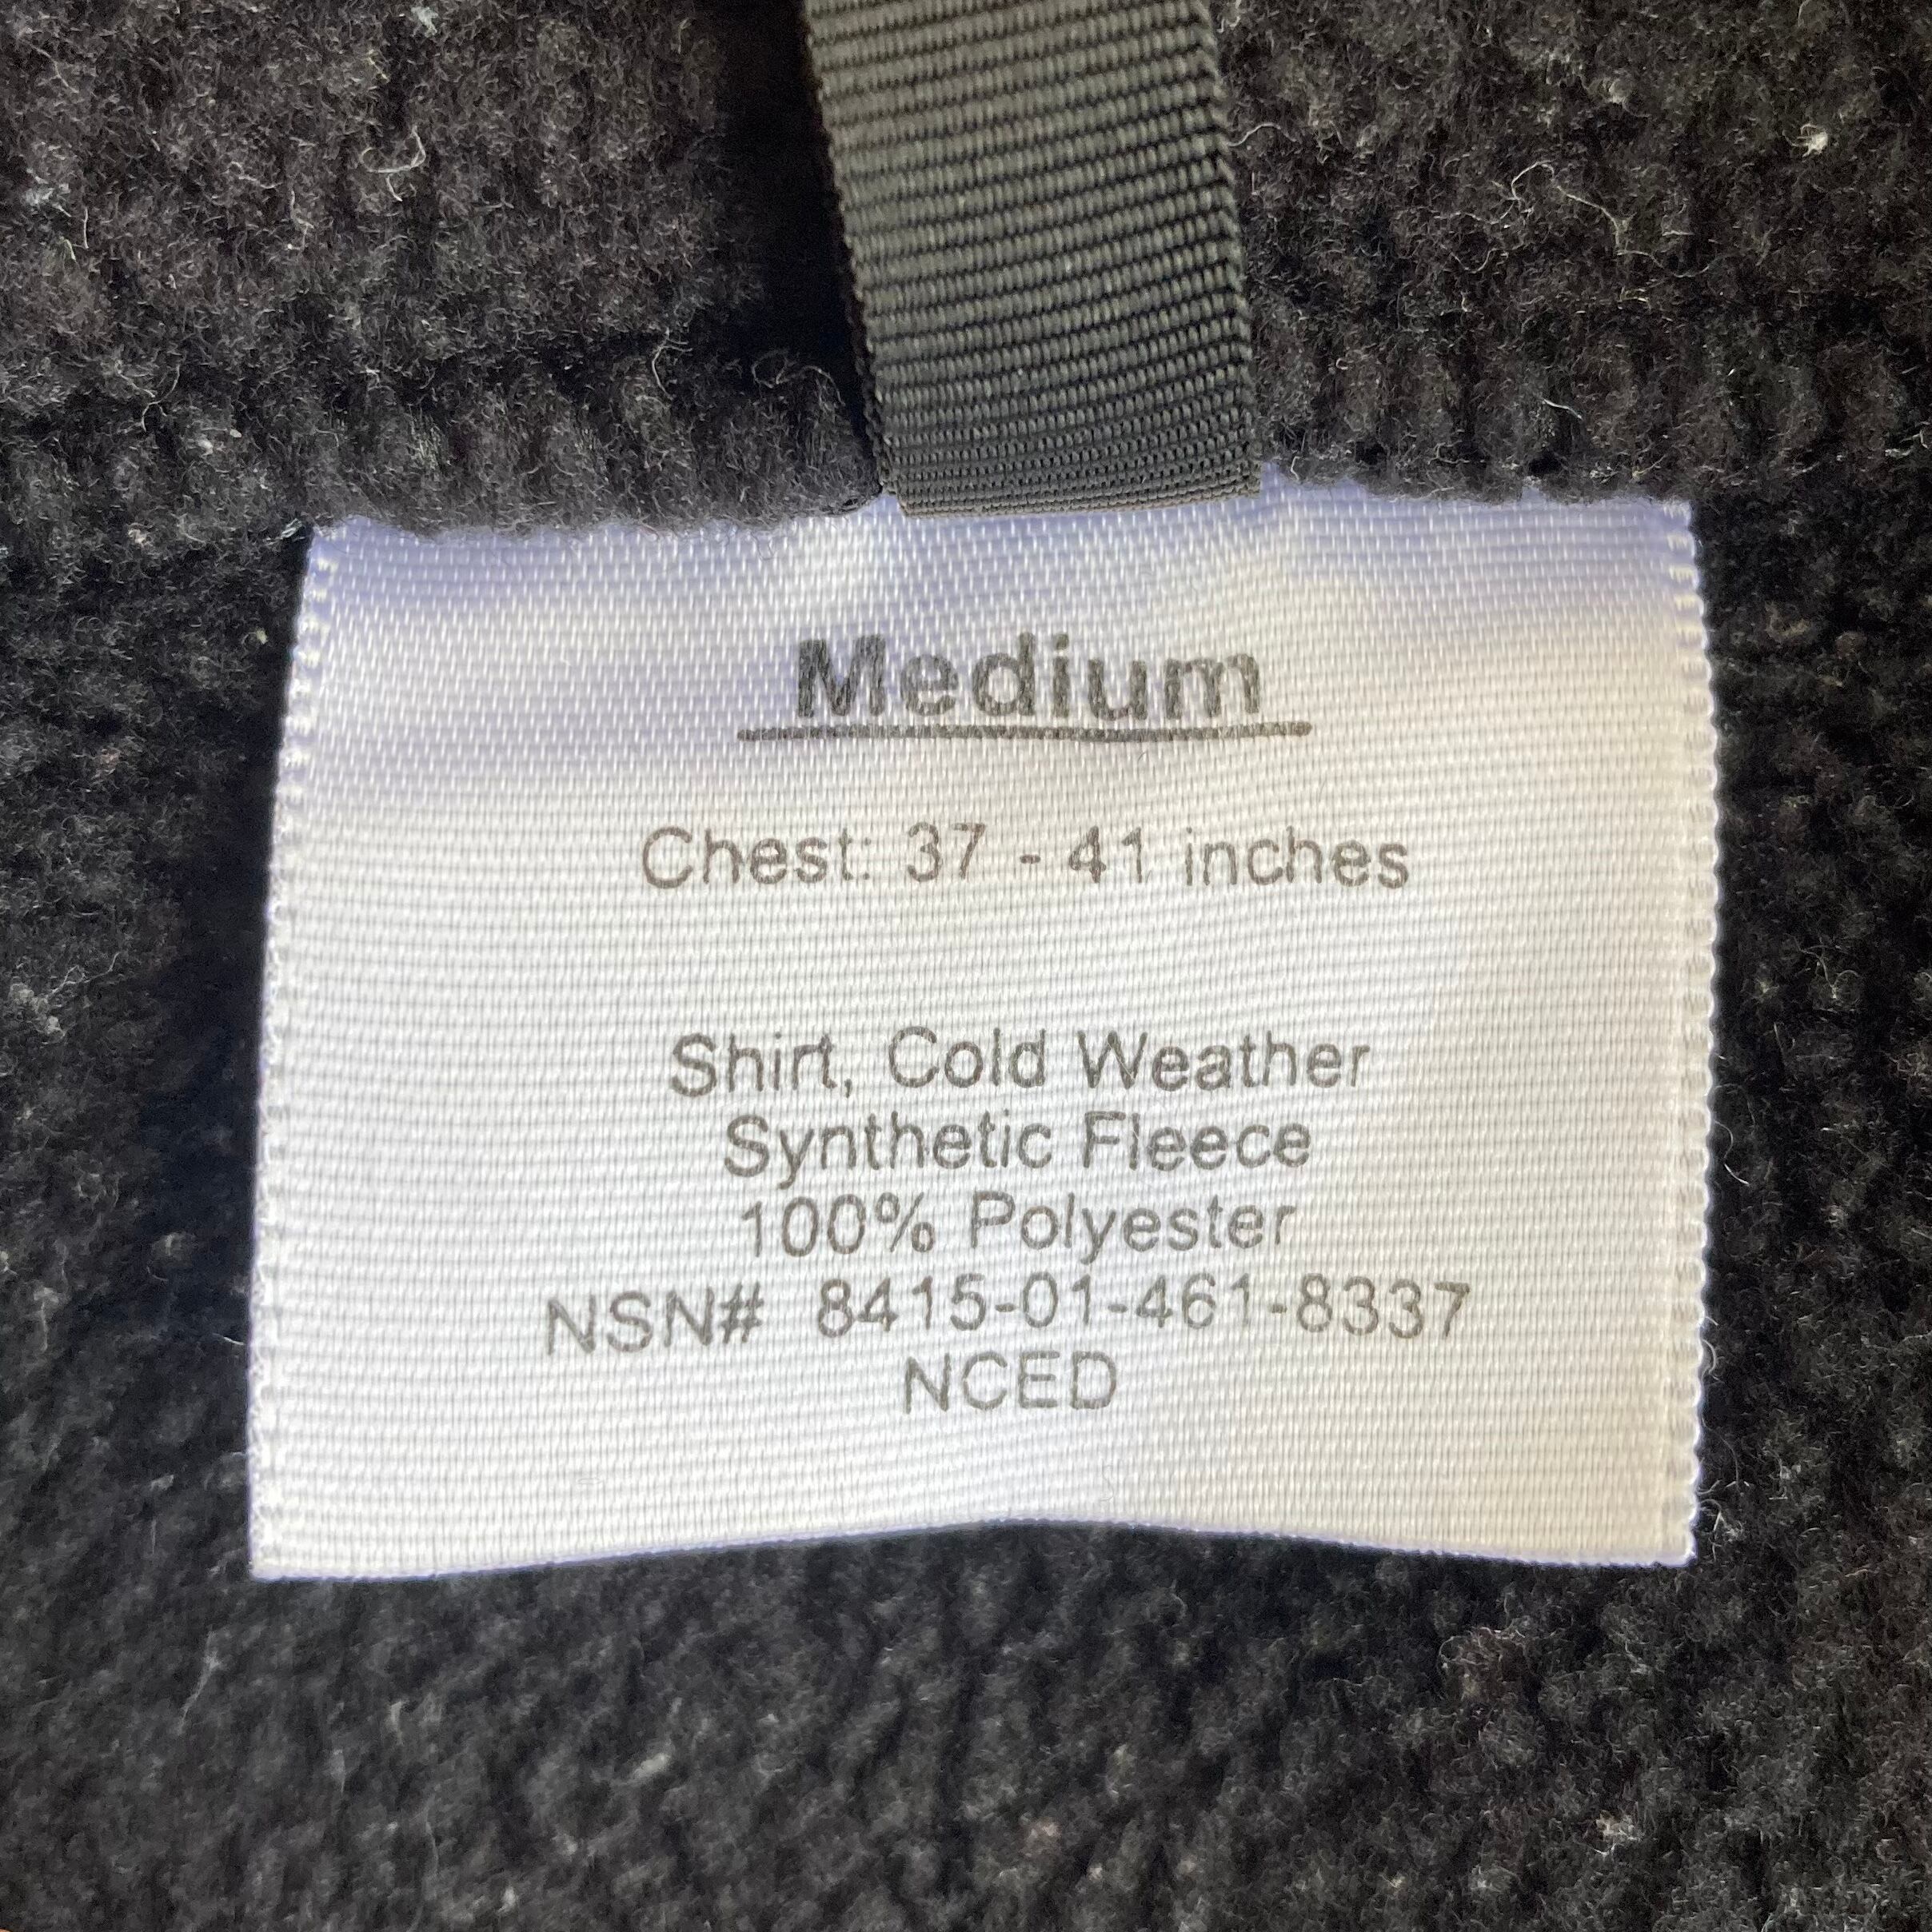 Medium
Chest: 37 - 41 inches
Shirt, Cold Weather
Synthetic Fleece
100% Polyester
NSN# 8415-01-461-8337
NCED